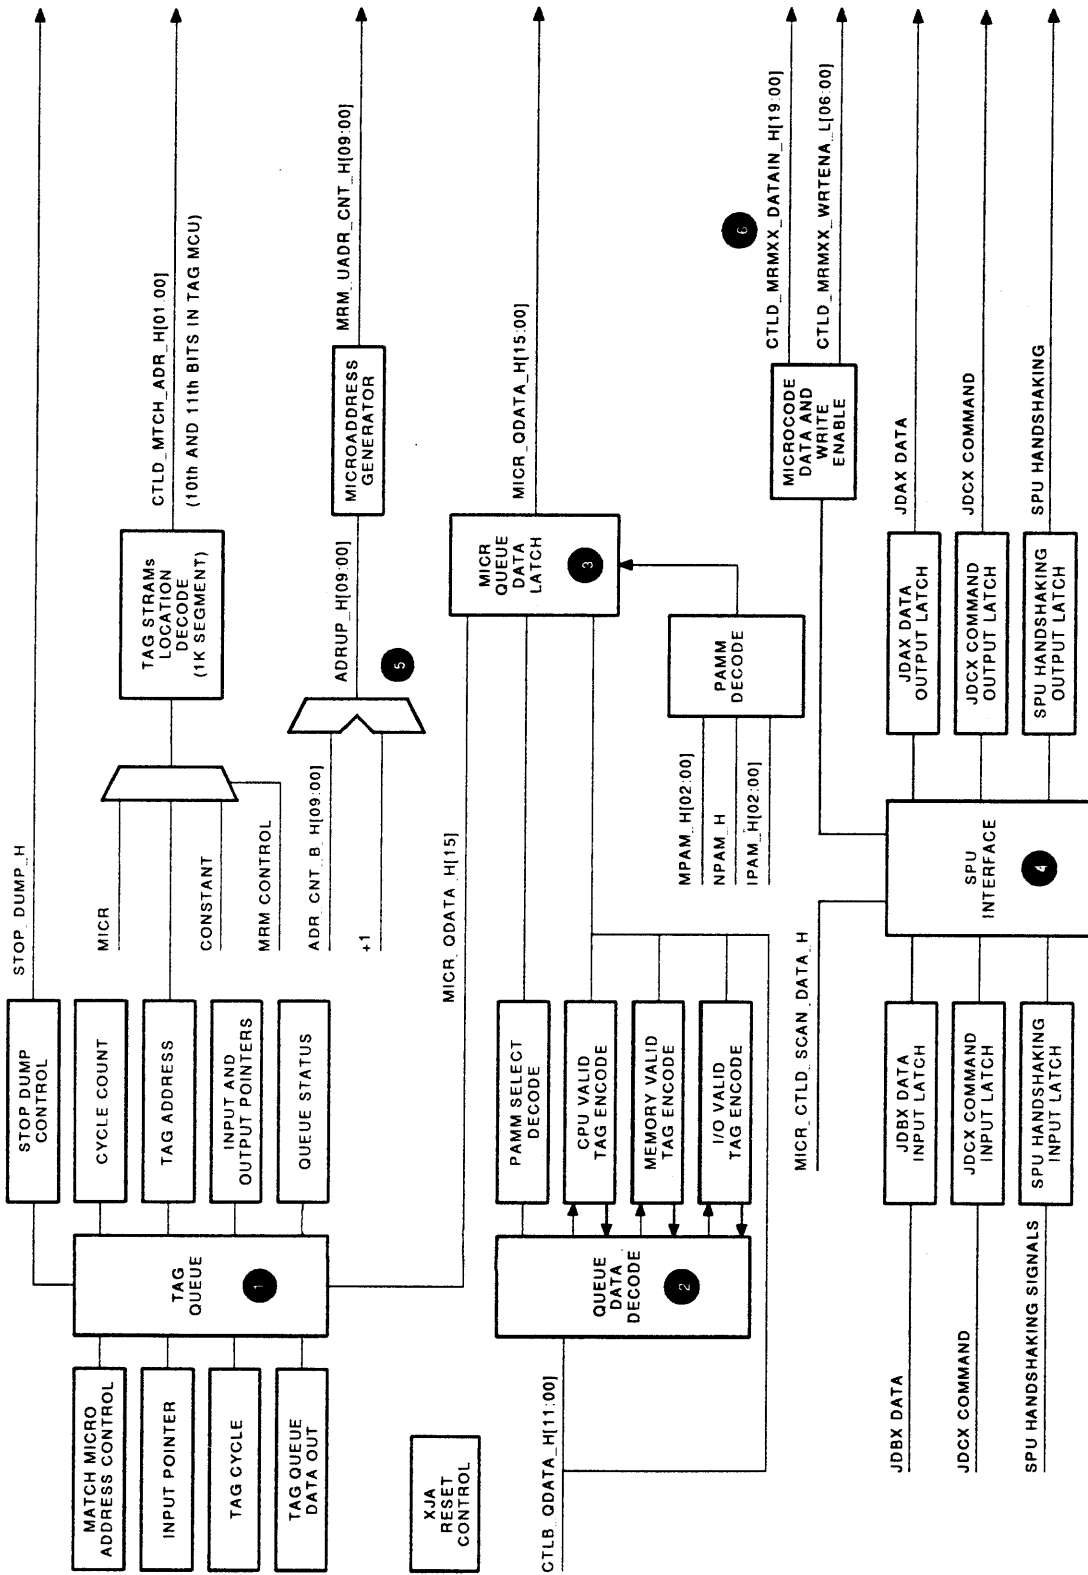 STOP_DUMP_H
STOP DUMP
CONTROL
CYCLE COUNT
TAG ADDRESS
INPUT AND
OUTPUT POINTERS
QUEUE STATUS
TAG
QUEUE
1
MATCH MICRO
ADDRESS CONTROL
INPUT POINTER
TAG CYCLE
TAG QUEUE
DATA OUT
MICR
CONSTANT
MRM CONTROL
TAG STRAMs
LOCATION
DECODE
(1K SEGMENT)
CTLD_MTCH_ADR_H[01:00]
(10th AND 11th BITS IN TAG MCU)
ADR_CNT_B_H[09:00]
+1
ADRUP_H[09:00]
5
MICROADDRESS
GENERATOR
MRM_UADR_CNT_H[09:00]
MICR_QDATA_H[15]
XJA
RESET
CONTROL
CTLB_QDATA_H[11:00]
QUEUE
DATA
DECODE
2
PAMM SELECT
DECODE
CPU VALID
TAG ENCODE
MEMORY VALID
TAG ENCODE
I/O VALID
TAG ENCODE
MICR
QUEUE
DATA
LATCH
3
MICR_QDATA_H[15:00]
MPAM_H[02:00]
NPAM_H
IPAM_H[02:00]
PAMM
DECODE
MICROCODE
DATA AND
WRITE
ENABLE
6
CTLD_MRMXX_DATAIN_H[19:00]
CTLD_MRMXX_WRTENA_L[06:00]
MICR_CTLD_SCAN_DATA_H
JDBX DATA
JDCX COMMAND
SPU HANDSHAKING SIGNALS
JDBX DATA
INPUT LATCH
JDCX COMMAND
INPUT LATCH
SPU HANDSHAKING
INPUT LATCH
SPU
INTERFACE
4
JDAX DATA
OUTPUT LATCH
JDCX COMMAND
OUTPUT LATCH
SPU HANDSHAKING
OUTPUT LATCH
JDAX DATA
JDCX COMMAND
SPU HANDSHAKING